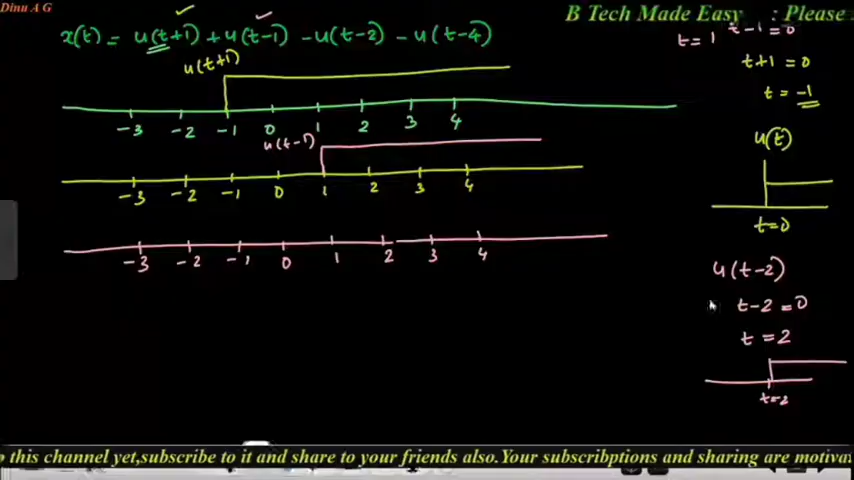 Dinu A G
B Tech Made Easy : Please
x(t) = u(t+1) + u(t-1) - u(t-2) - u(t-4)
t=1 t-1=0
t+1=0
t=-1
u(t+1)
-3 -2 -1 0 1 2 3 4
u(t-1)
-3 -2 -1 0 1 2 3 4
-3 -2 -1 0 1 2 3 4
u(t)
t=0
u(t-2)
t-2=0
t=2
t=2
this channel yet,subscribe to it and share to your friends also.Your subscribptions and sharing are motiva